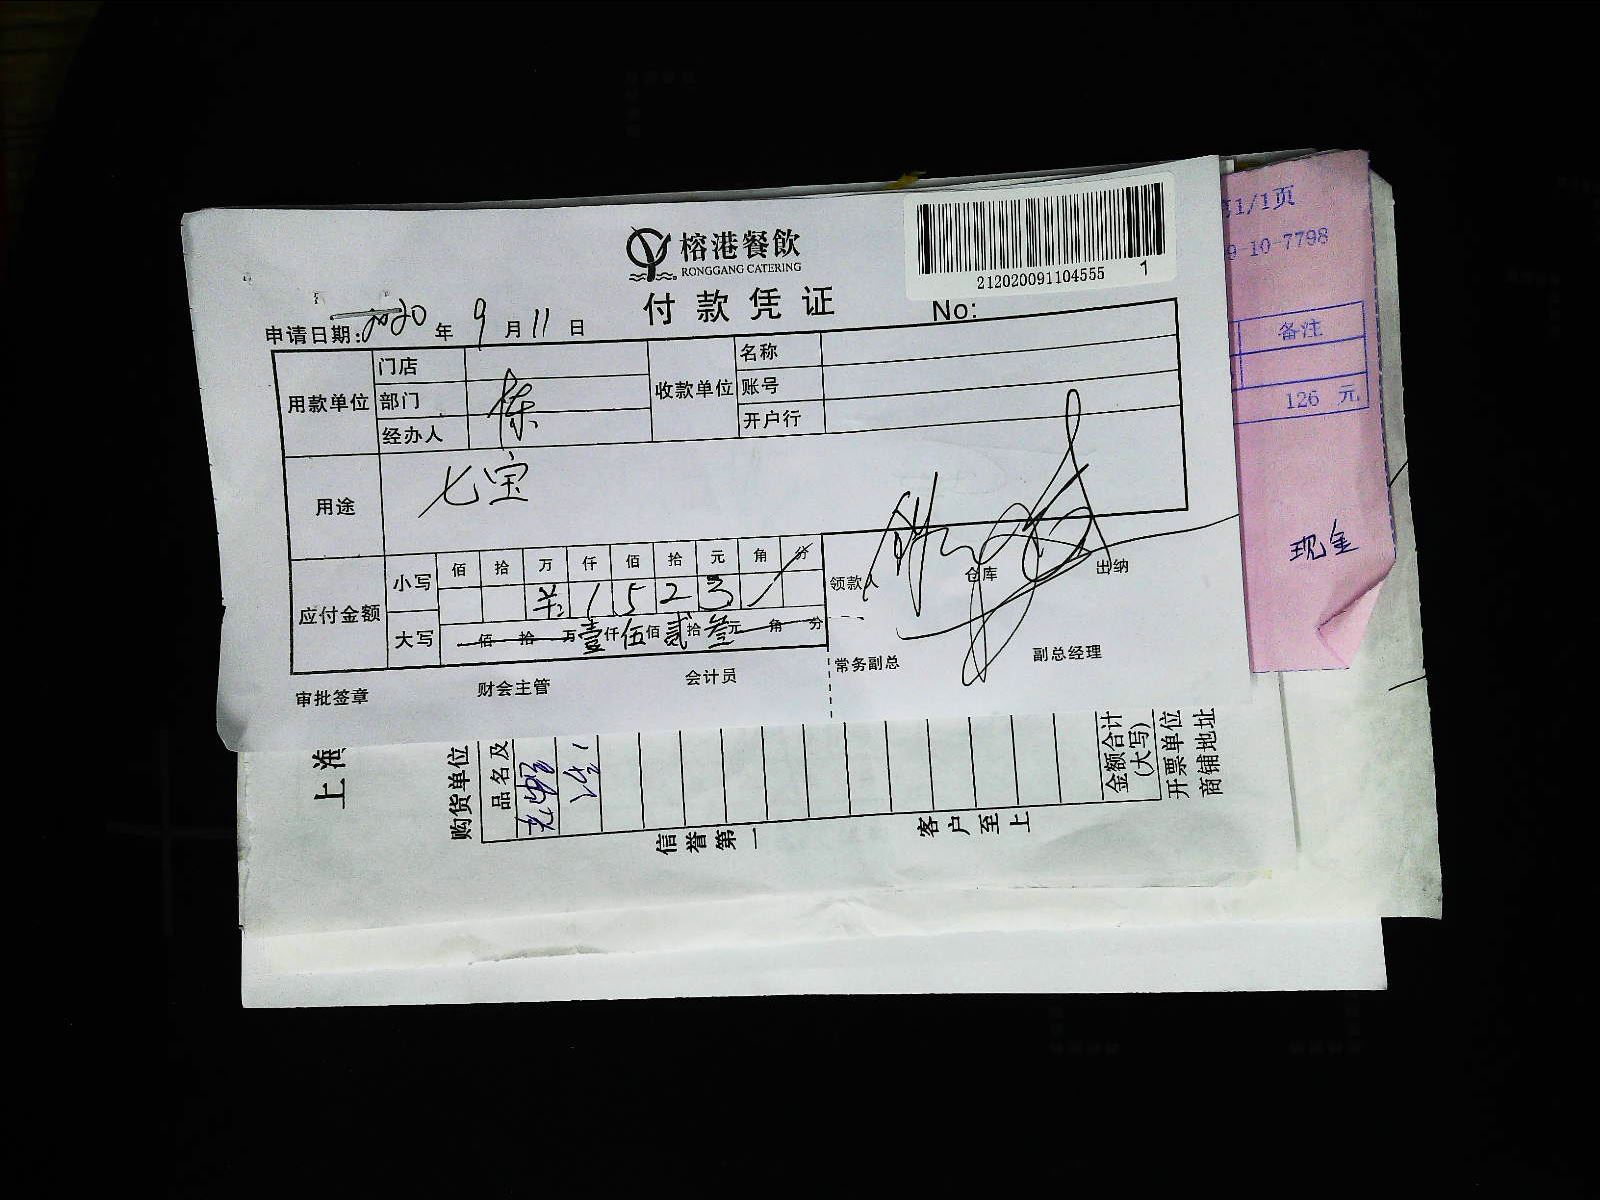 榕港餐飲
RONGGANG CATERING
212020091104555 1
付款凭证
No:
申请日期: 2020 年 9 月 11 日
用款单位 门店 收款单位 名称
部门 账号
经办人 开户行
用途 七宝
应付金额 小写 佰 拾 万 仟 佰 拾 元 角 分
1 5 2 3
大写 佰 拾 万 壹 仟 伍 佰 贰 拾 叁 元 角 分
领款人 仓库 出纳
审批签章 财会主管 会计员 常务副总 副总经理
1/1页
9-10-7798
备注
126 元
现金
上海
购货单位
品名及
金额合计
(大写)
开票单位
商铺地址
信誉第一
客户至上